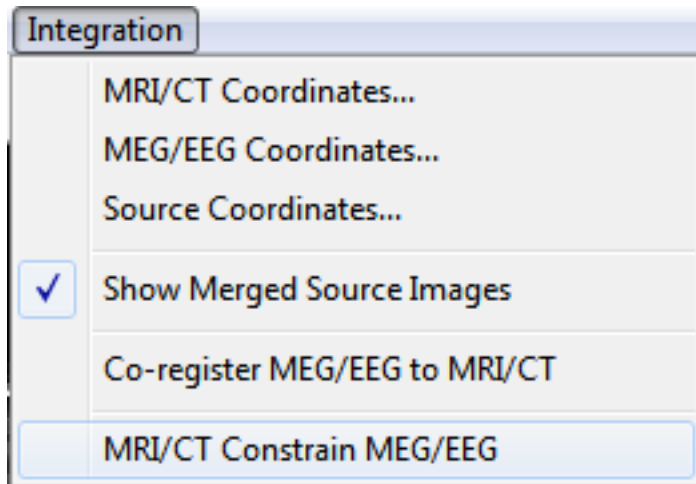 Integration
MRI/CT Coordinates...
MEG/EEG Coordinates...
Source Coordinates...
Show Merged Source Images
Co-register MEG/EEG to MRI/CT
MRI/CT Constrain MEG/EEG